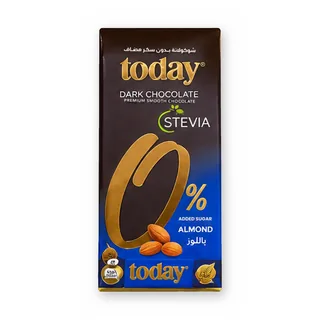 شوكولاتة بدون سكر مضاف
today®
DARK CHOCOLATE
PREMIUM SMOOTH CHOCOLATE
STEVIA
0%
ADDED SUGAR
ALMOND
باللوز
today®